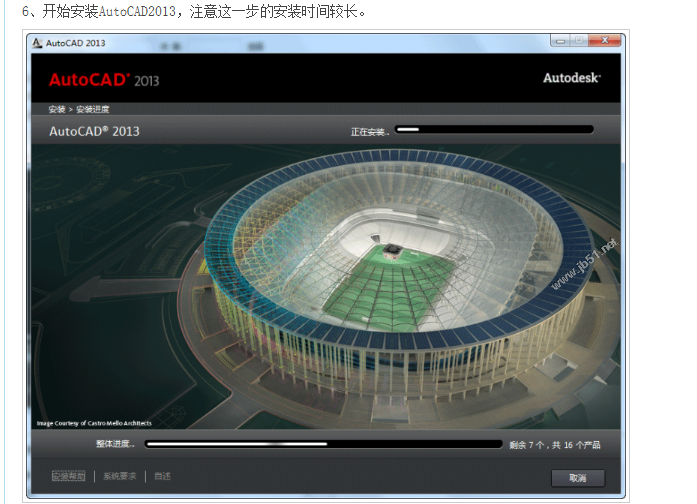 6、开始安装AutoCAD2013，注意这一步的安装时间较长。
AutoCAD 2013
AutoCAD® 2013
Autodesk®
安装 > 安装进度
AutoCAD® 2013
正在安装...
www.jb51.net
Image Courtesy of Castro Mello Architects
整体进度...
剩余 7 个，共 16 个产品
安装帮助 | 系统要求 | 自述
取消